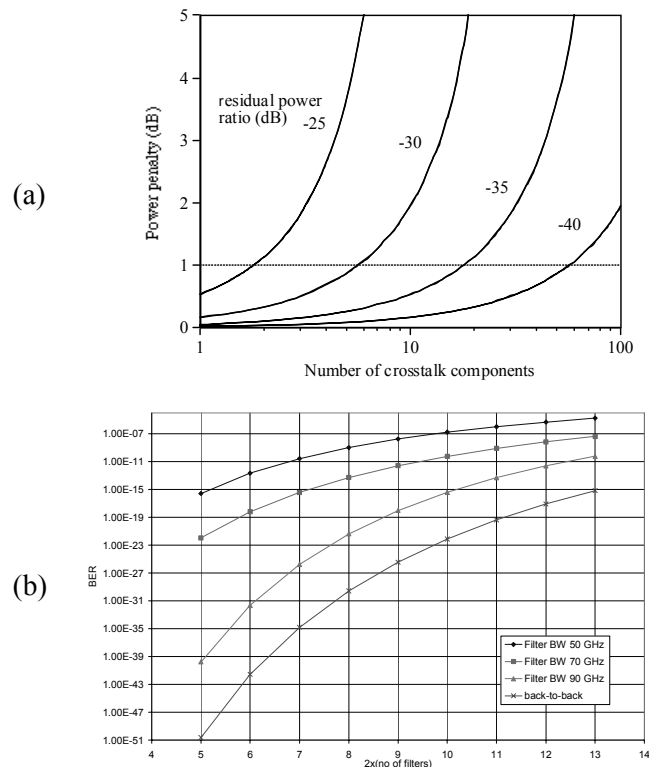 5
4
3
2
1
0
Power penalty (dB)
residual power
ratio (dB)
-25
-30
-35
-40
1
10
100
Number of crosstalk components
(a)
1.00E-07
1.00E-11
1.00E-15
1.00E-19
1.00E-23
1.00E-27
1.00E-31
1.00E-35
1.00E-39
1.00E-43
1.00E-47
1.00E-51
BER
(b)
Filter BW 50 GHz
Filter BW 70 GHz
Filter BW 90 GHz
back-to-back
4 5 6 7 8 9 10 11 12 13 14
2x(no of filters)